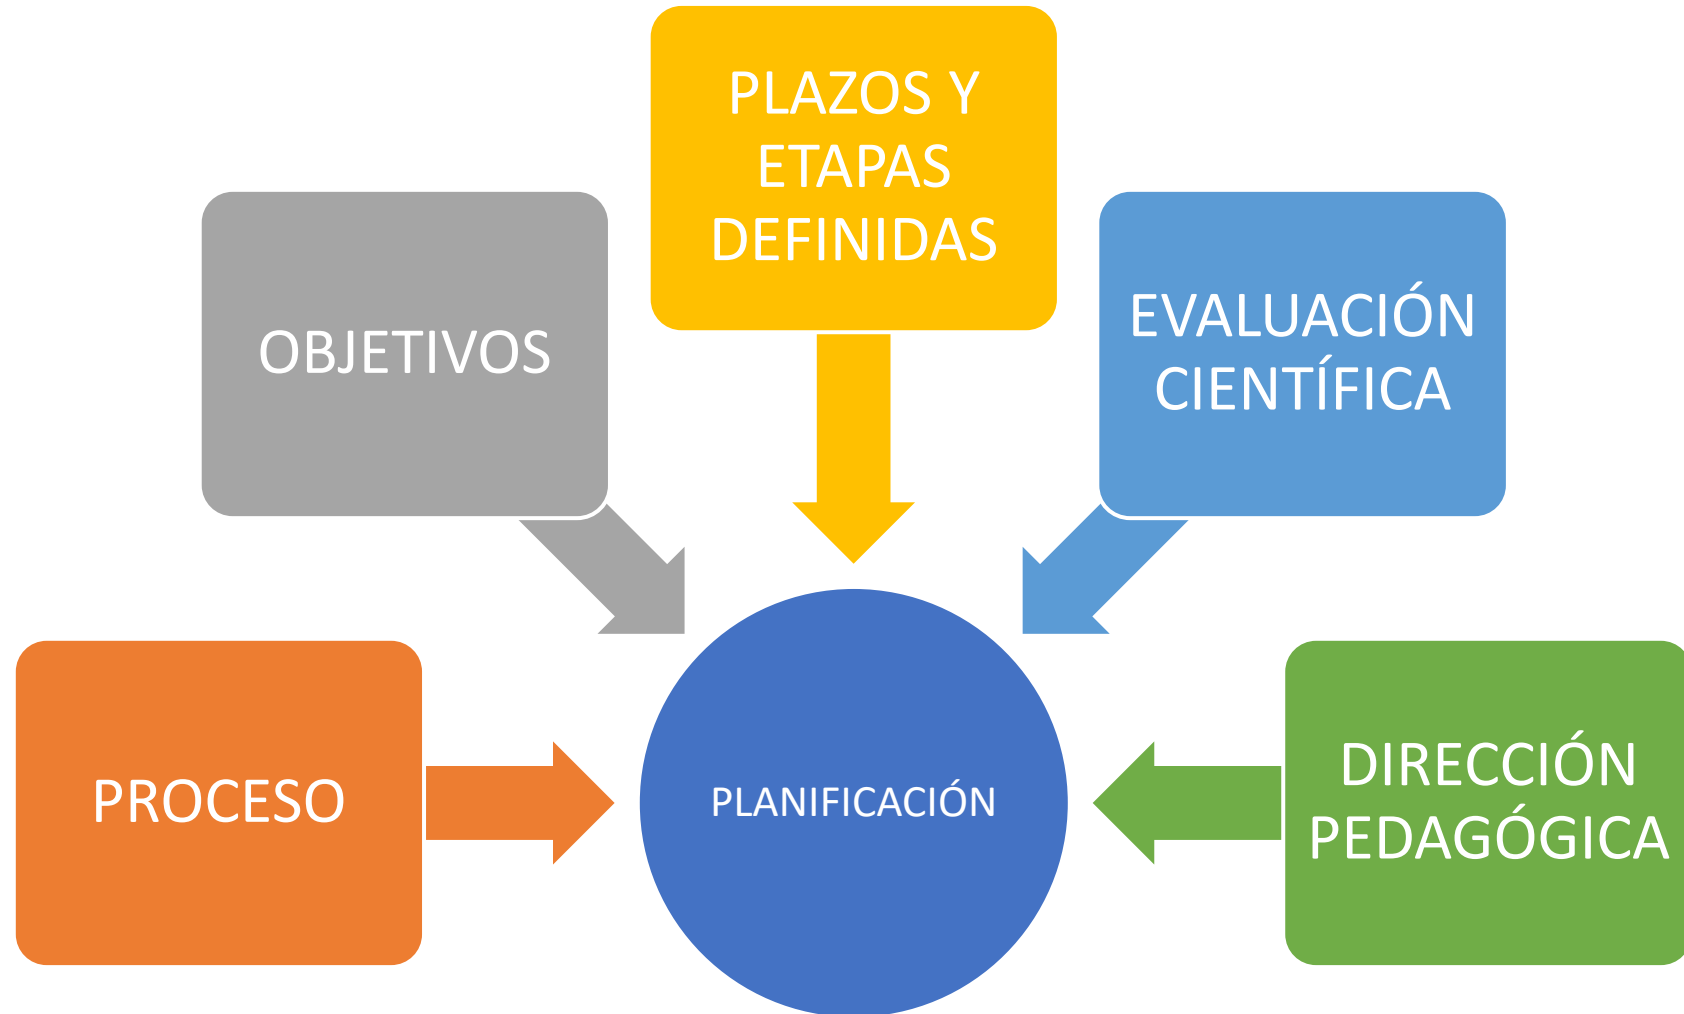 PLAZOS Y
ETAPAS
DEFINIDAS
OBJETIVOS
EVALUACIÓN
CIENTÍFICA
PROCESO
PLANIFICACIÓN
DIRECCIÓN
PEDAGÓGICA